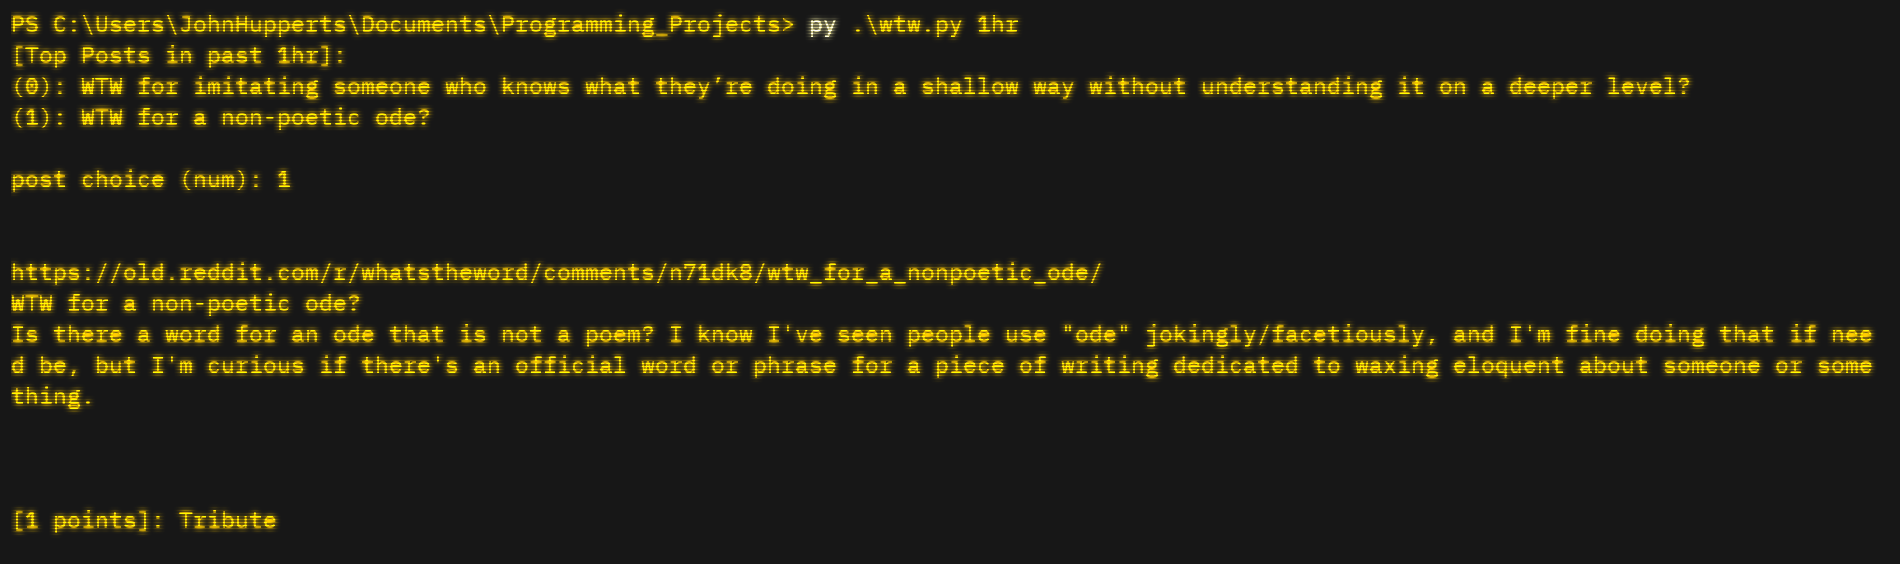 PS C:\Users\JohnHupperts\Documents\Programming_Projects> py .\wtw.py 1hr
[Top Posts in past 1hr]:
(0): WTW for imitating someone who knows what they’re doing in a shallow way without understanding it on a deeper level?
(1): WTW for a non-poetic ode?
post choice (num): 1
https://old.reddit.com/r/whatstheword/comments/n71dk8/wtw_for_a_nonpoetic_ode/
WTW for a non-poetic ode?
Is there a word for an ode that is not a poem? I know I've seen people use "ode" jokingly/facetiously, and I'm fine doing that if nee
d be, but I'm curious if there's an official word or phrase for a piece of writing dedicated to waxing eloquent about someone or some
thing.
[1 points]: Tribute